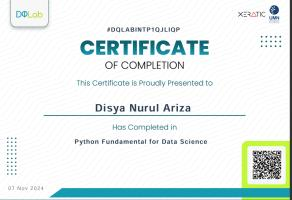 DQLab
XERATIC
UMN
#DQLABINTP1QJLIQP
CERTIFICATE
OF COMPLETION
This Certificate is Proudly Presented to
Disya Nurul Ariza
Has Completed in
Python Fundamental for Data Science
07 Nov 2024